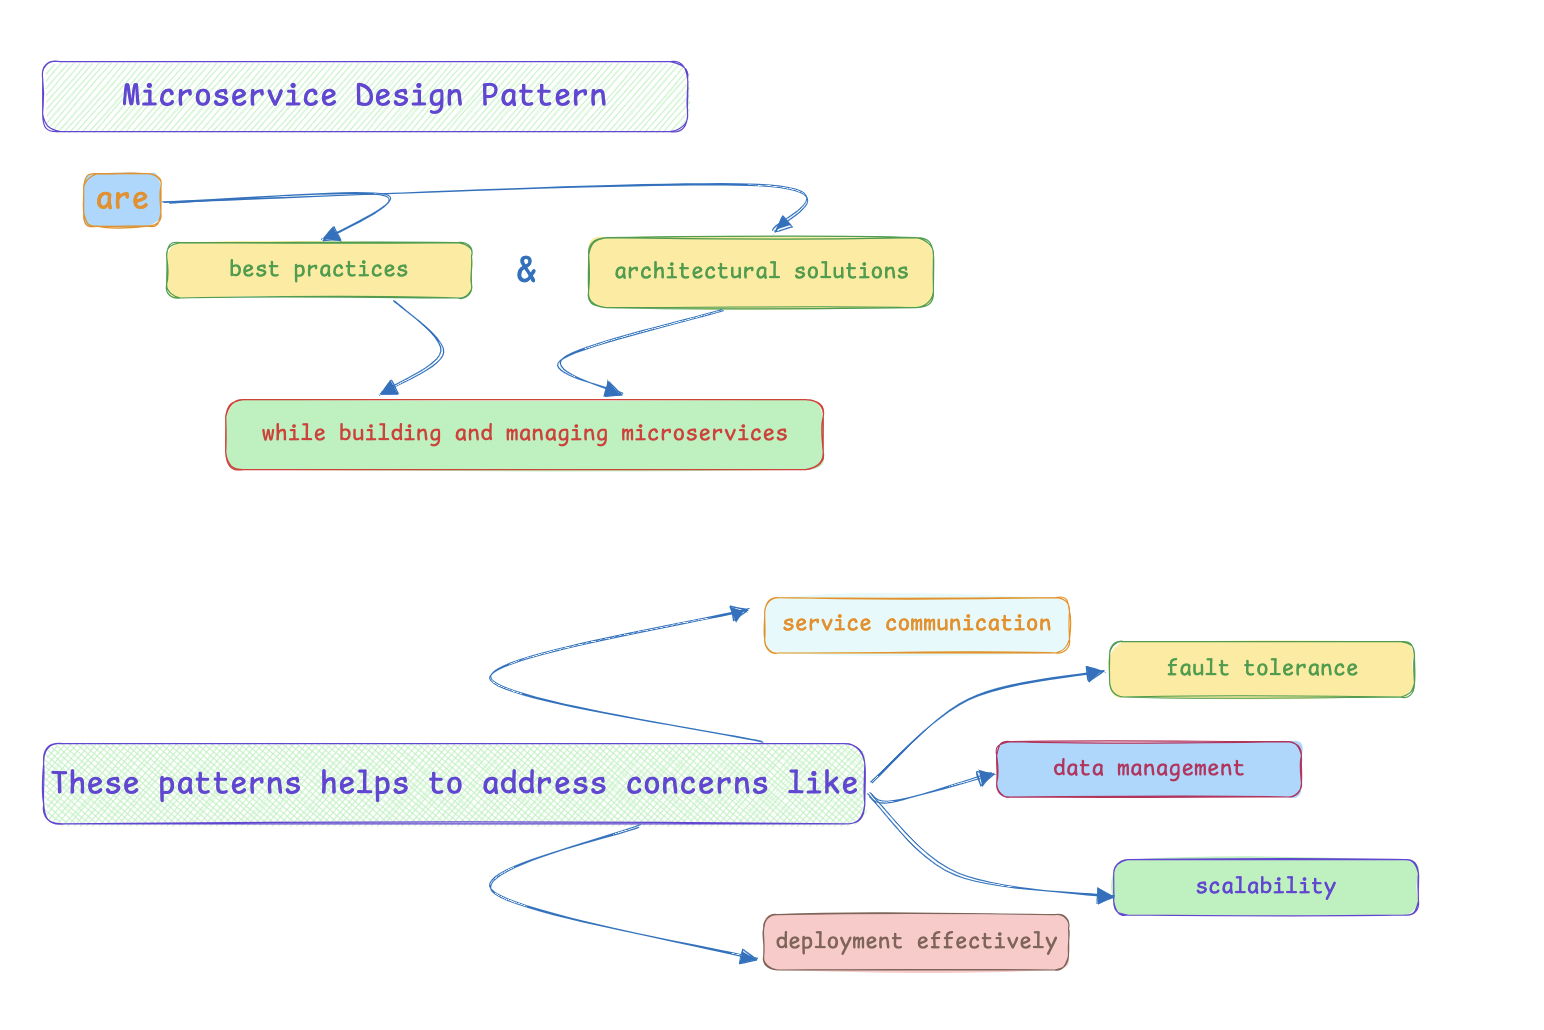 Microservice Design Pattern
are
best practices
&
architectural solutions
while building and managing microservices
service communication
fault tolerance
These patterns helps to address concerns like
data management
scalability
deployment effectively